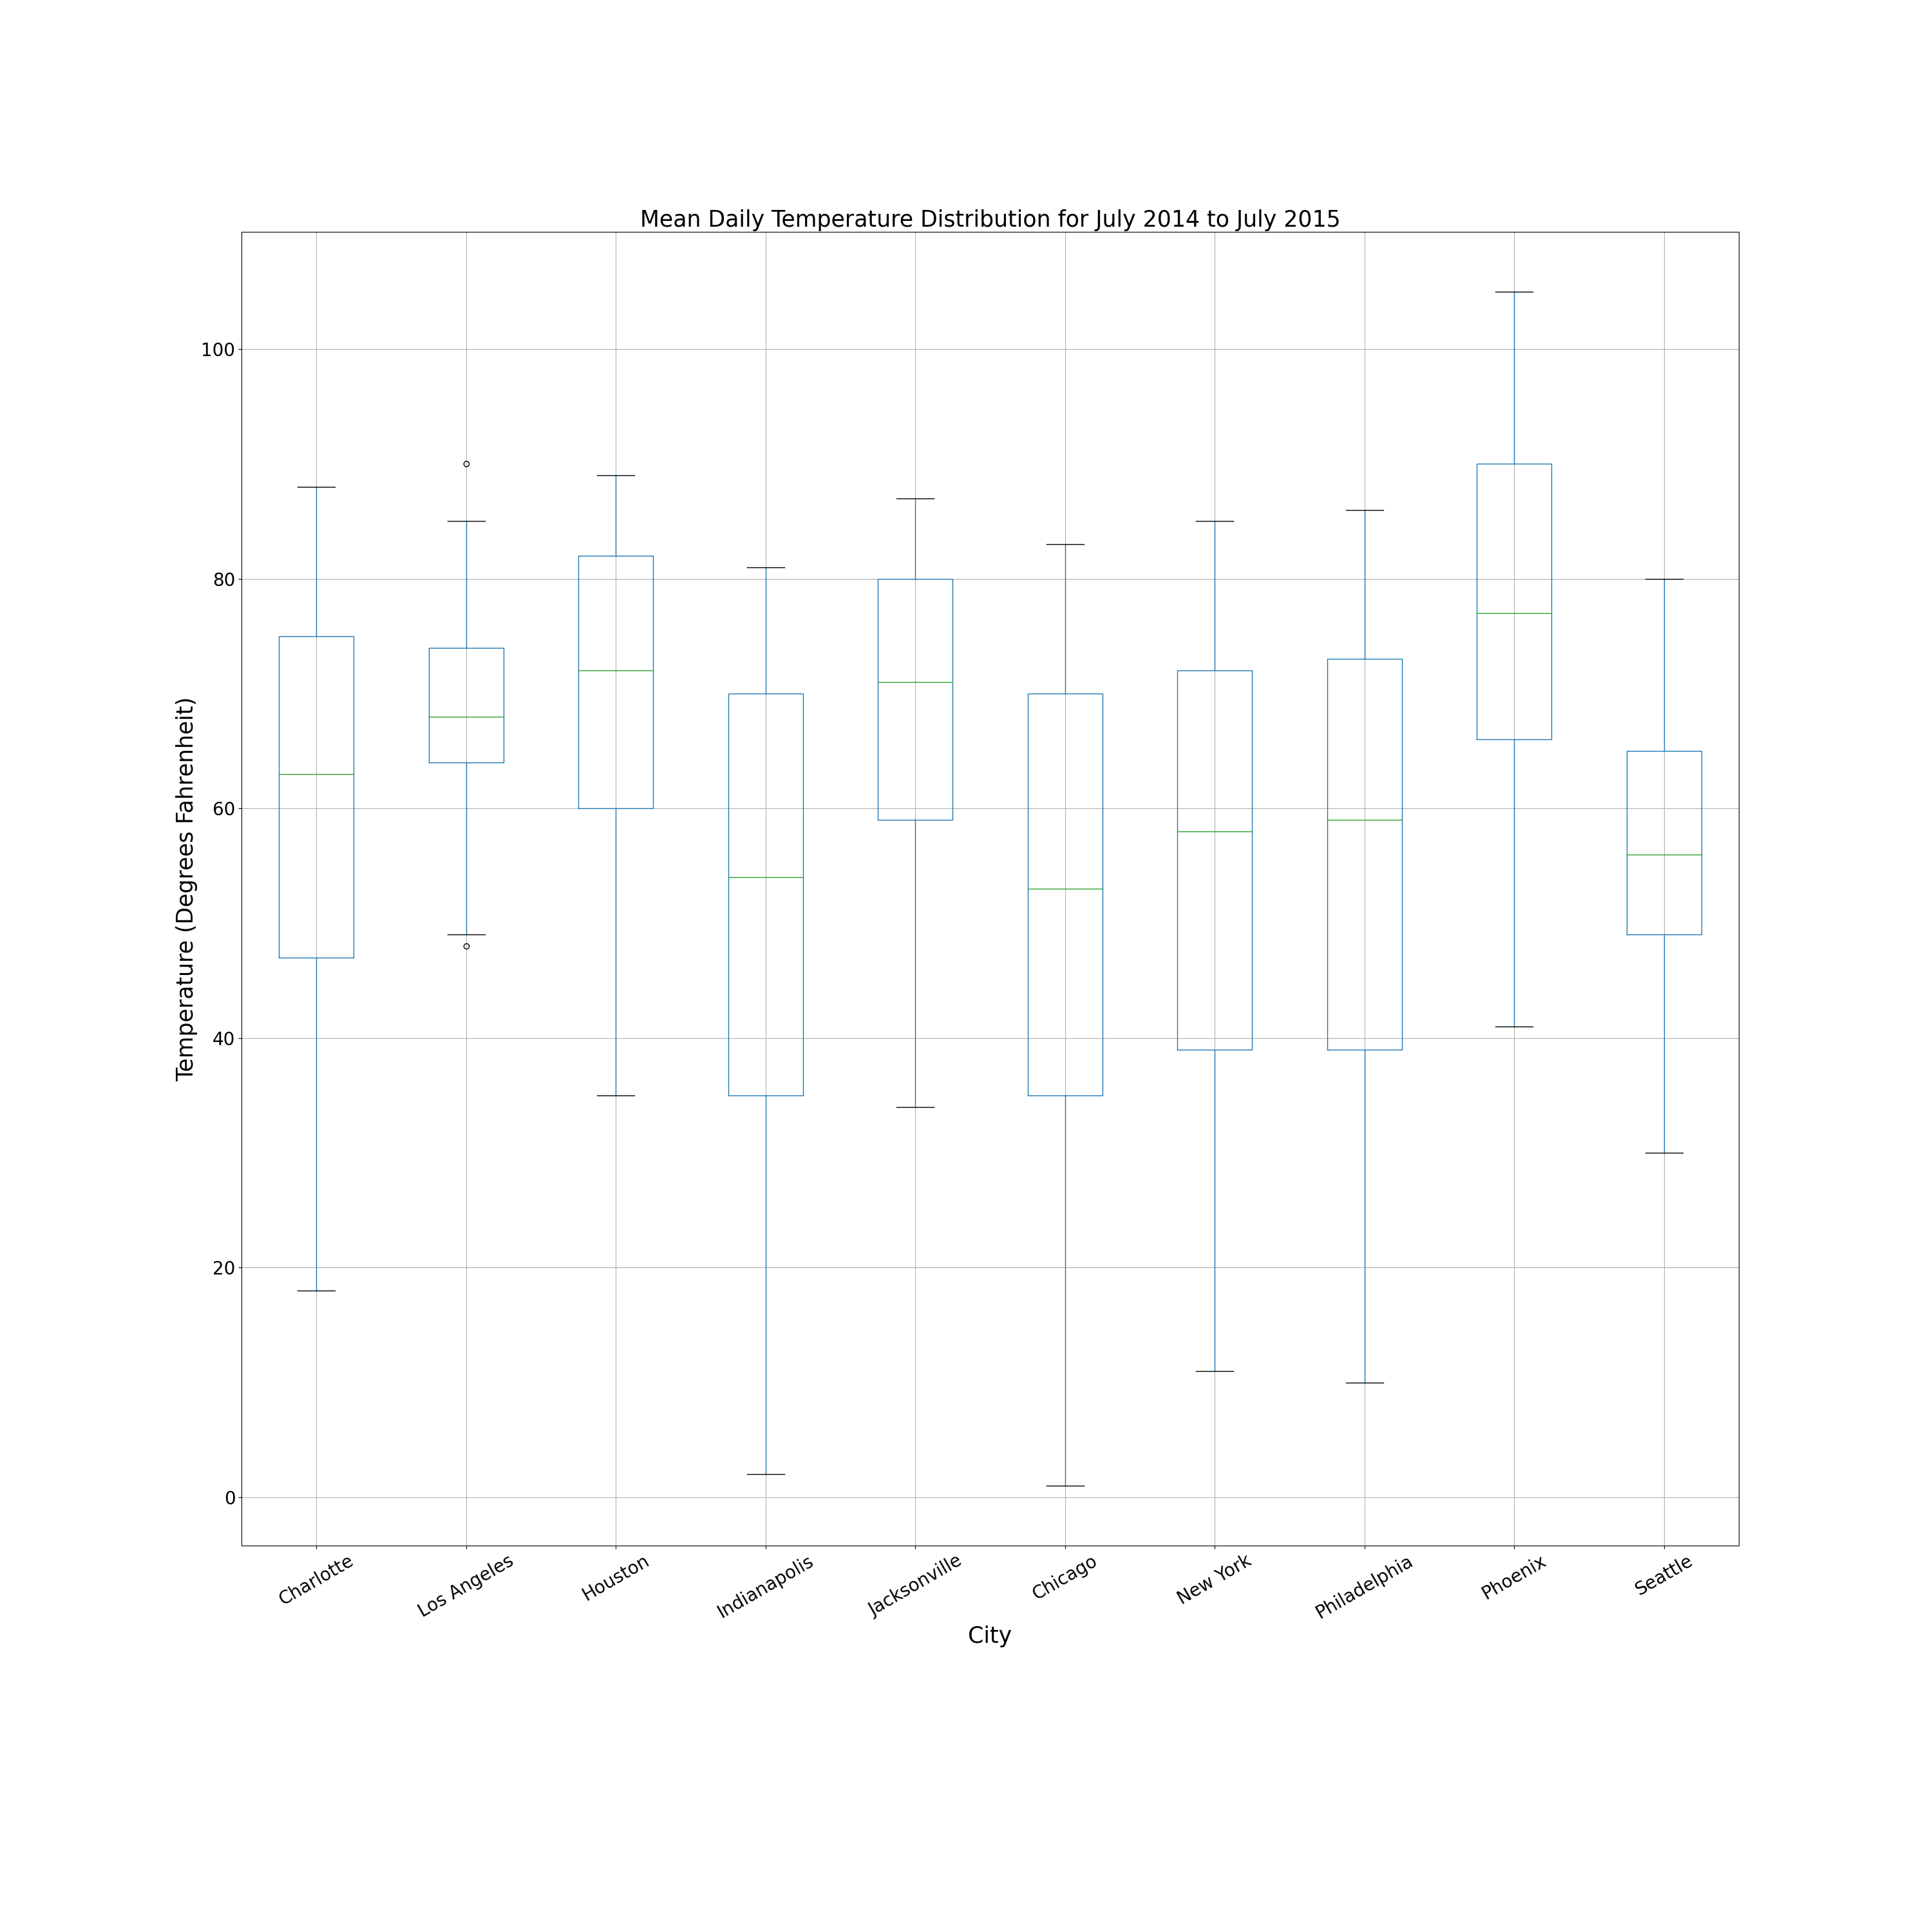 Mean Daily Temperature Distribution for July 2014 to July 2015
Temperature (Degrees Fahrenheit)
100
80
60
40
20
0
Charlotte
Los Angeles
Houston
Indianapolis
Jacksonville
Chicago
New York
Philadelphia
Phoenix
Seattle
City